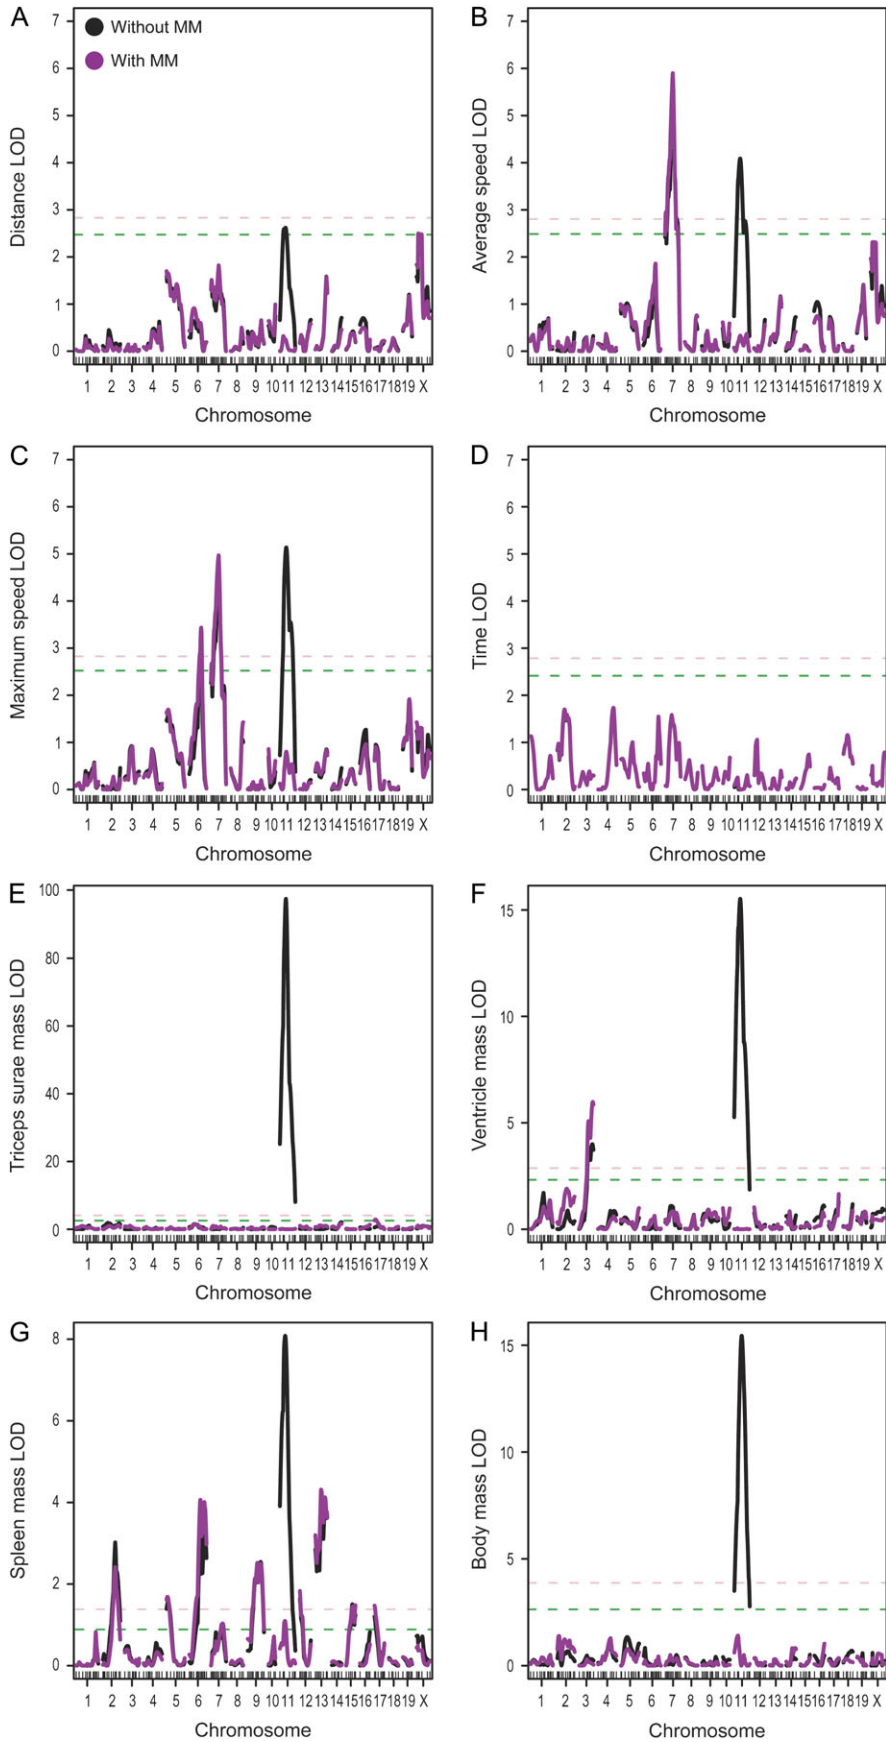 A
Without MM
With MM
Distance LOD
7
6
5
4
3
2
1
0
1 2 3 4 5 6 7 8 9 10 11 12 13 14 15 16 17 18 19 X
Chromosome
B
Average speed LOD
7
6
5
4
3
2
1
0
1 2 3 4 5 6 7 8 9 10 11 12 13 14 15 16 17 18 19 X
Chromosome
C
Maximum speed LOD
7
6
5
4
3
2
1
0
1 2 3 4 5 6 7 8 9 10 11 12 13 14 15 16 17 18 19 X
Chromosome
D
Time LOD
7
6
5
4
3
2
1
0
1 2 3 4 5 6 7 8 9 10 11 12 13 14 15 16 17 18 19 X
Chromosome
E
Triceps surae mass LOD
100
80
60
40
20
0
1 2 3 4 5 6 7 8 9 10 11 12 13 14 15 16 17 18 19 X
Chromosome
F
Ventricle mass LOD
15
10
5
0
1 2 3 4 5 6 7 8 9 10 11 12 13 14 15 16 17 18 19 X
Chromosome
G
Spleen mass LOD
8
6
4
2
0
1 2 3 4 5 6 7 8 9 10 11 12 13 14 15 16 17 18 19 X
Chromosome
H
Body mass LOD
15
10
5
0
1 2 3 4 5 6 7 8 9 10 11 12 13 14 15 16 17 18 19 X
Chromosome